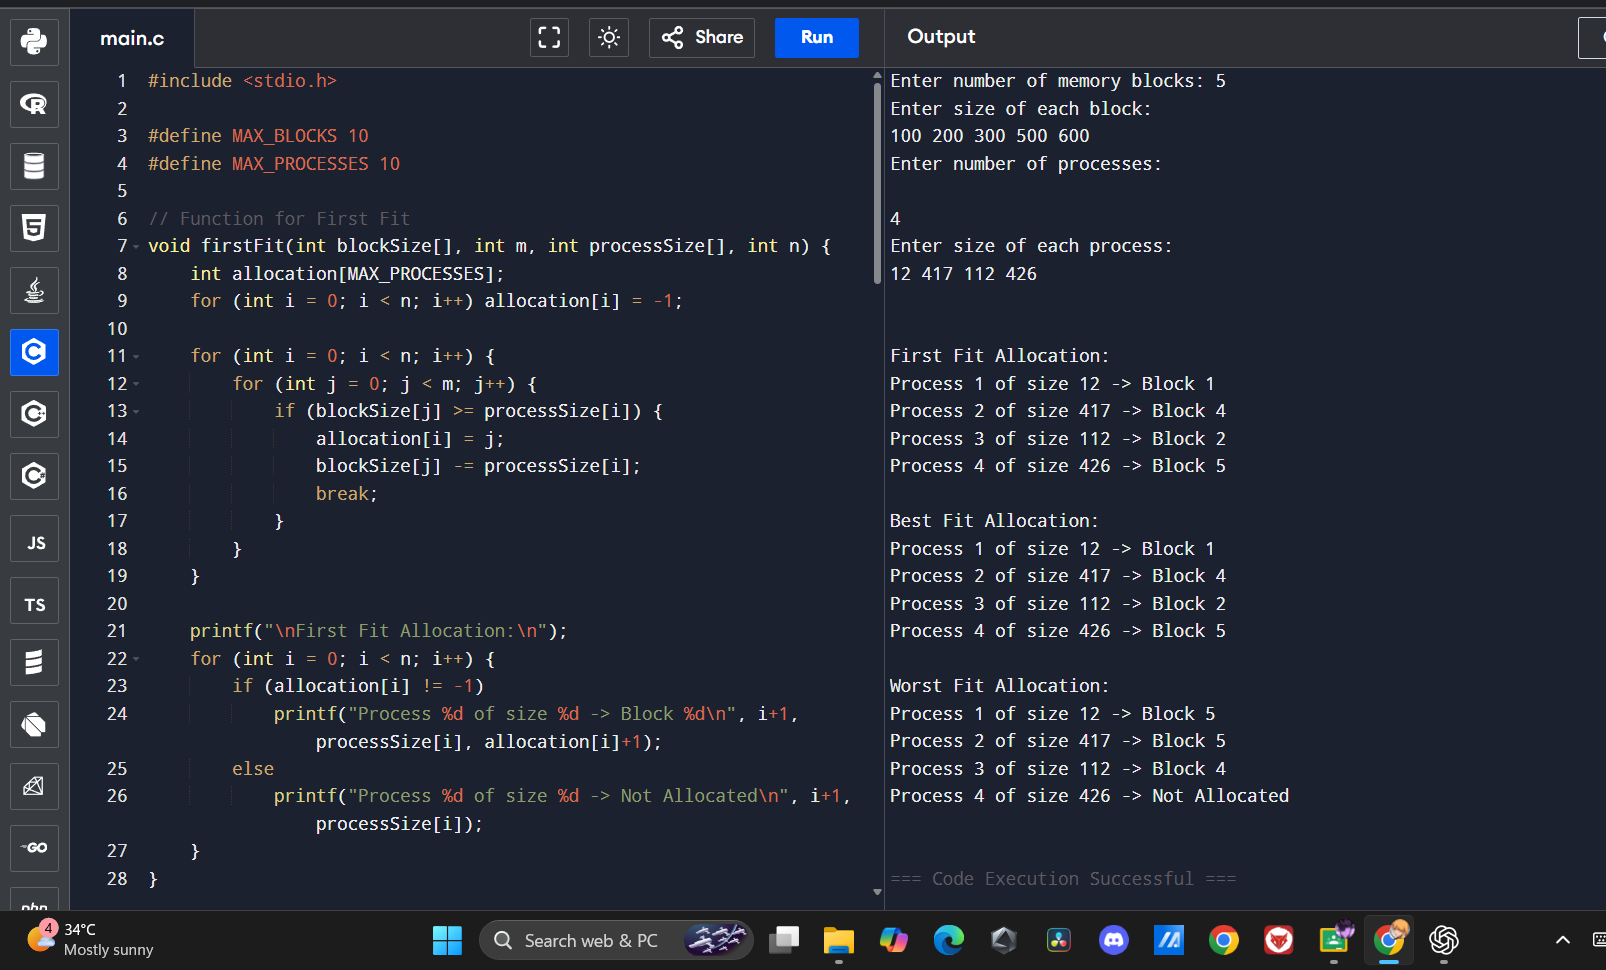 main.c
Share
Run
Output
1 #include <stdio.h>
2
3 #define MAX_BLOCKS 10
4 #define MAX_PROCESSES 10
5
6 // Function for First Fit
7 void firstFit(int blockSize[], int m, int processSize[], int n) {
8 int allocation[MAX_PROCESSES];
9 for (int i = 0; i < n; i++) allocation[i] = -1;
10
11 for (int i = 0; i < n; i++) {
12 for (int j = 0; j < m; j++) {
13 if (blockSize[j] >= processSize[i]) {
14 allocation[i] = j;
15 blockSize[j] -= processSize[i];
16 break;
17 }
18 }
19 }
20
21 printf("\nFirst Fit Allocation:\n");
22 for (int i = 0; i < n; i++) {
23 if (allocation[i] != -1)
24 printf("Process %d of size %d -> Block %d\n", i+1,
processSize[i], allocation[i]+1);
25 else
26 printf("Process %d of size %d -> Not Allocated\n", i+1,
processSize[i]);
27 }
28 }
Enter number of memory blocks: 5
Enter size of each block:
100 200 300 500 600
Enter number of processes:
4
Enter size of each process:
12 417 112 426
First Fit Allocation:
Process 1 of size 12 -> Block 1
Process 2 of size 417 -> Block 4
Process 3 of size 112 -> Block 2
Process 4 of size 426 -> Block 5
Best Fit Allocation:
Process 1 of size 12 -> Block 1
Process 2 of size 417 -> Block 4
Process 3 of size 112 -> Block 2
Process 4 of size 426 -> Block 5
Worst Fit Allocation:
Process 1 of size 12 -> Block 5
Process 2 of size 417 -> Block 5
Process 3 of size 112 -> Block 4
Process 4 of size 426 -> Not Allocated
=== Code Execution Successful ===
R
5
C
C
C
JS
TS
GO
php
4
34°C
Mostly sunny
Search web & PC